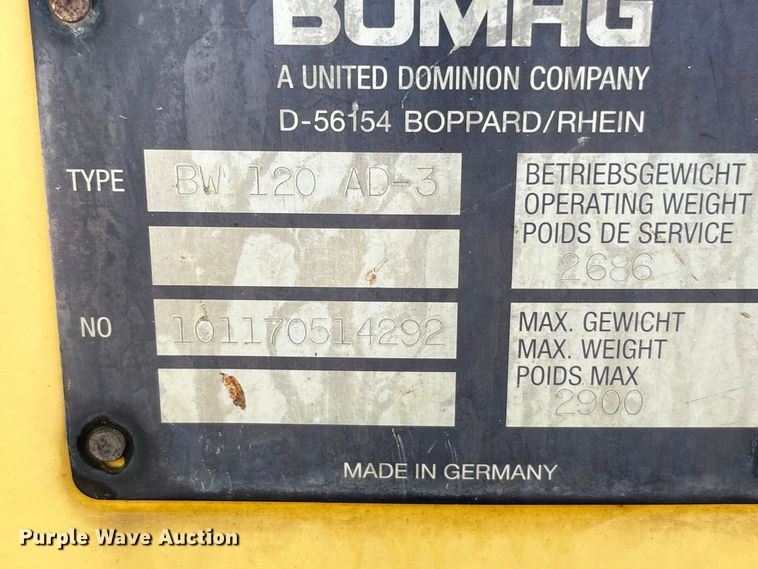 BOMAG
A UNITED DOMINION COMPANY
D-56154 BOPPARD/RHEIN
TYPE BW 120 AD-3
NO 101170514292
BETRIEBSGEWICHT
OPERATING WEIGHT
POIDS DE SERVICE
2686
MAX. GEWICHT
MAX. WEIGHT
POIDS MAX
2900
MADE IN GERMANY
Purple Wave Auction